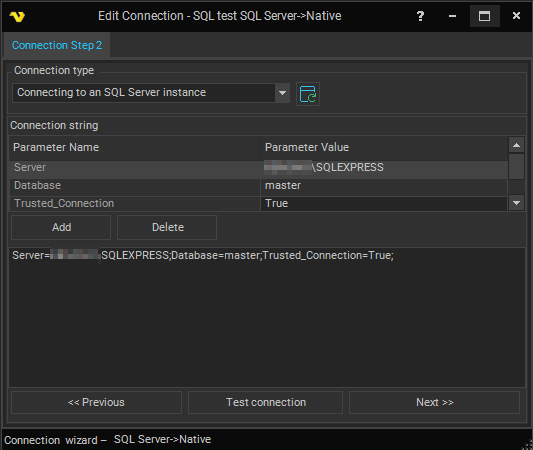 Edit Connection - SQL test SQL Server->Native
?
Connection Step 2
Connection type
Connecting to an SQL Server instance
Connection string
Parameter Name Parameter Value
Server \SQLEXPRESS
Database master
Trusted_Connection True
Add Delete
Server= SQLEXPRESS;Database=master;Trusted_Connection=True;
<< Previous Test connection Next >>
Connection wizard – SQL Server->Native